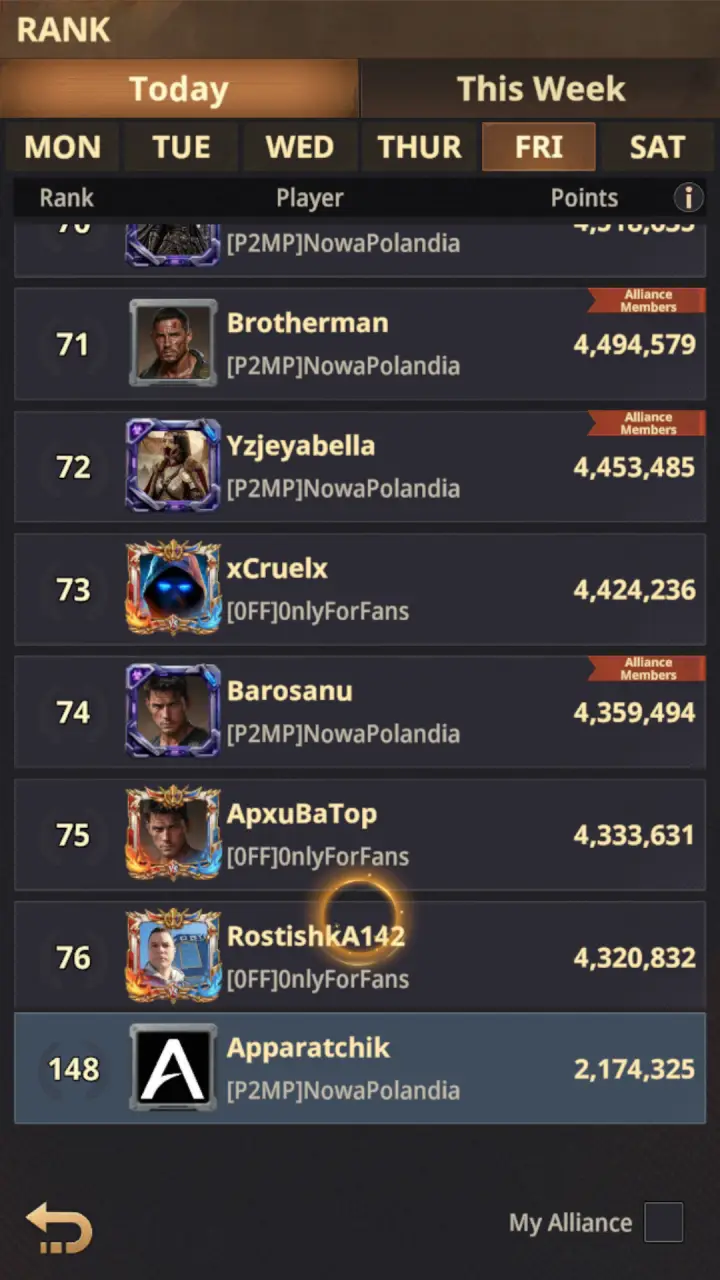 RANK
Today
This Week
MON TUE WED THUR FRI SAT
Rank Player Points i
[P2MP]NowaPolandia
Alliance Members
71 Brotherman 4,494,579
[P2MP]NowaPolandia
Alliance Members
72 Yzjeyabella 4,453,485
[P2MP]NowaPolandia
73 xCruelx 4,424,236
[0FF]0nlyForFans
Alliance Members
74 Barosanu 4,359,494
[P2MP]NowaPolandia
75 ApxuBaTop 4,333,631
[0FF]0nlyForFans
76 RostishkA142 4,320,832
[0FF]0nlyForFans
148 Apparatchik 2,174,325
[P2MP]NowaPolandia
My Alliance